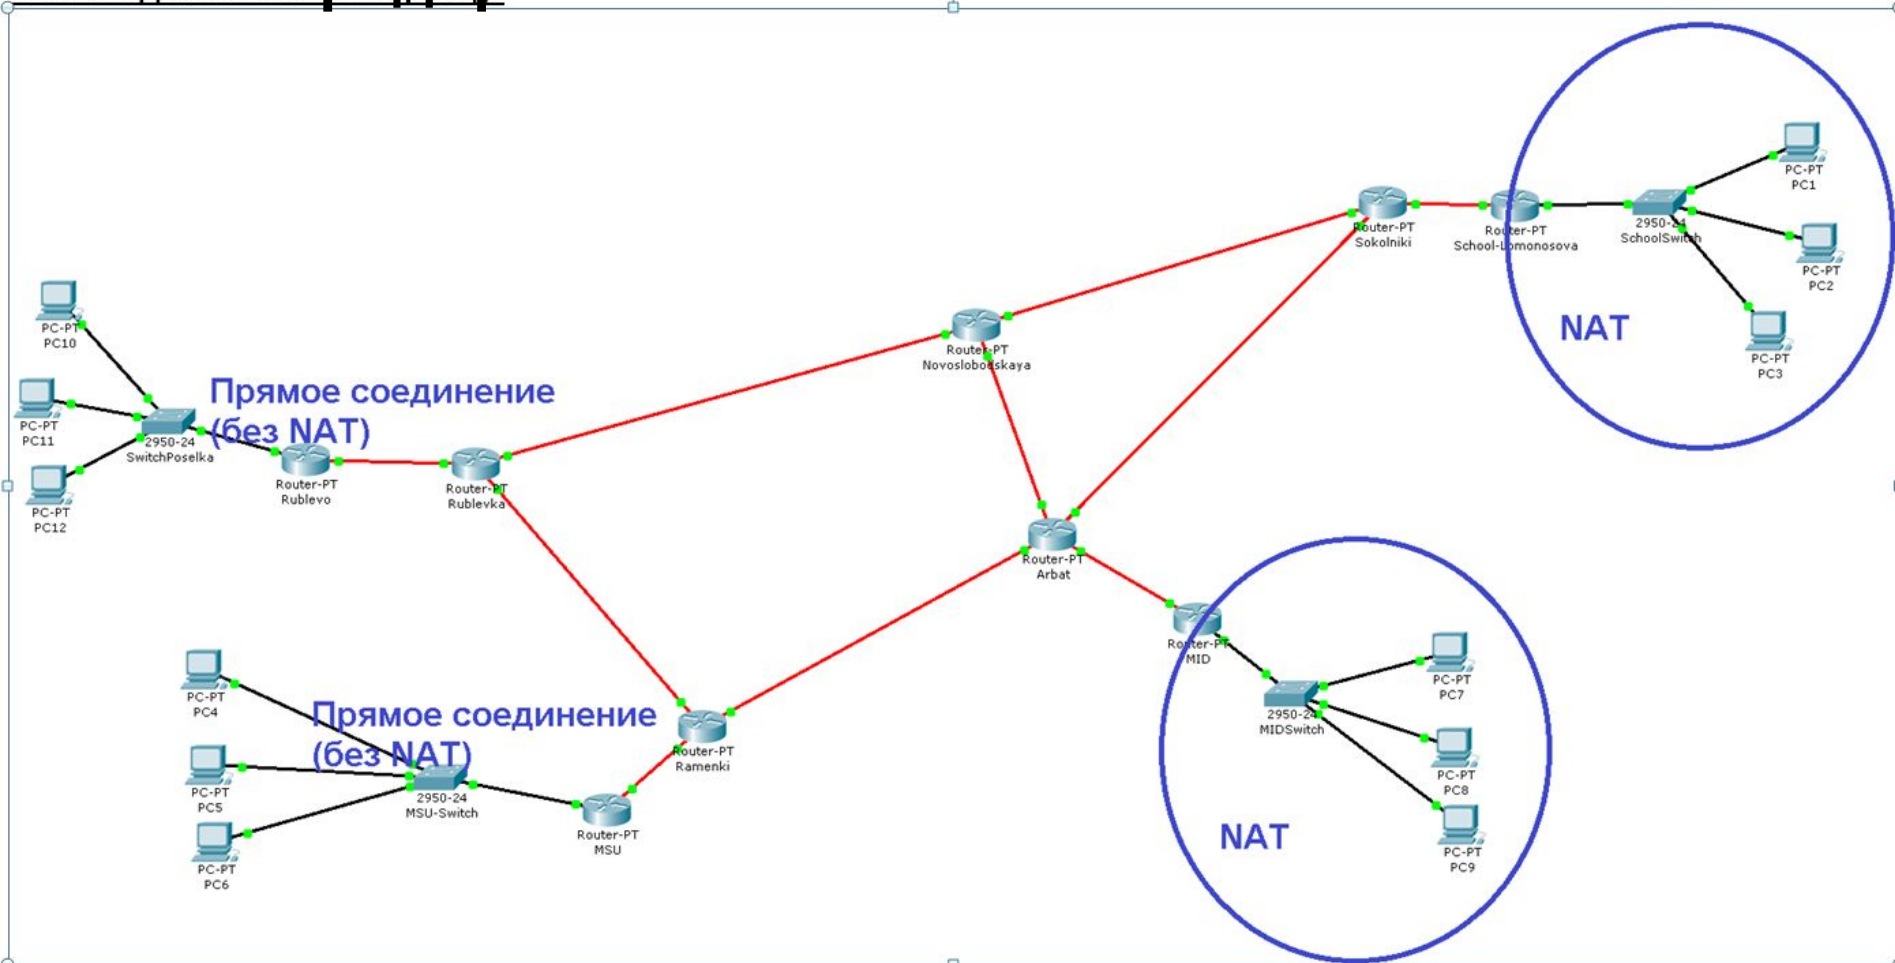 PC-PT
PC1
2950-24
SchoolSwitch
Router-PT
Sokolniki
Router-PT
School-Lomonosova
PC-PT
PC2
NAT
PC-PT
PC3
PC-PT
PC10
Router-PT
Novoslobodskaya
Прямое соединение
(без NAT)
PC-PT
PC11
2950-24
SwitchPoselka
Router-PT
Rublevo
Router-PT
Rublevka
PC-PT
PC12
Router-PT
Arbat
Router-PT
MID
PC-PT
PC4
Прямое соединение
(без NAT)
PC-PT
PC7
2950-24
MIDSwitch
Router-PT
Ramenki
PC-PT
PC5
2950-24
MSU-Switch
PC-PT
PC8
Router-PT
MSU
NAT
PC-PT
PC9
PC-PT
PC6